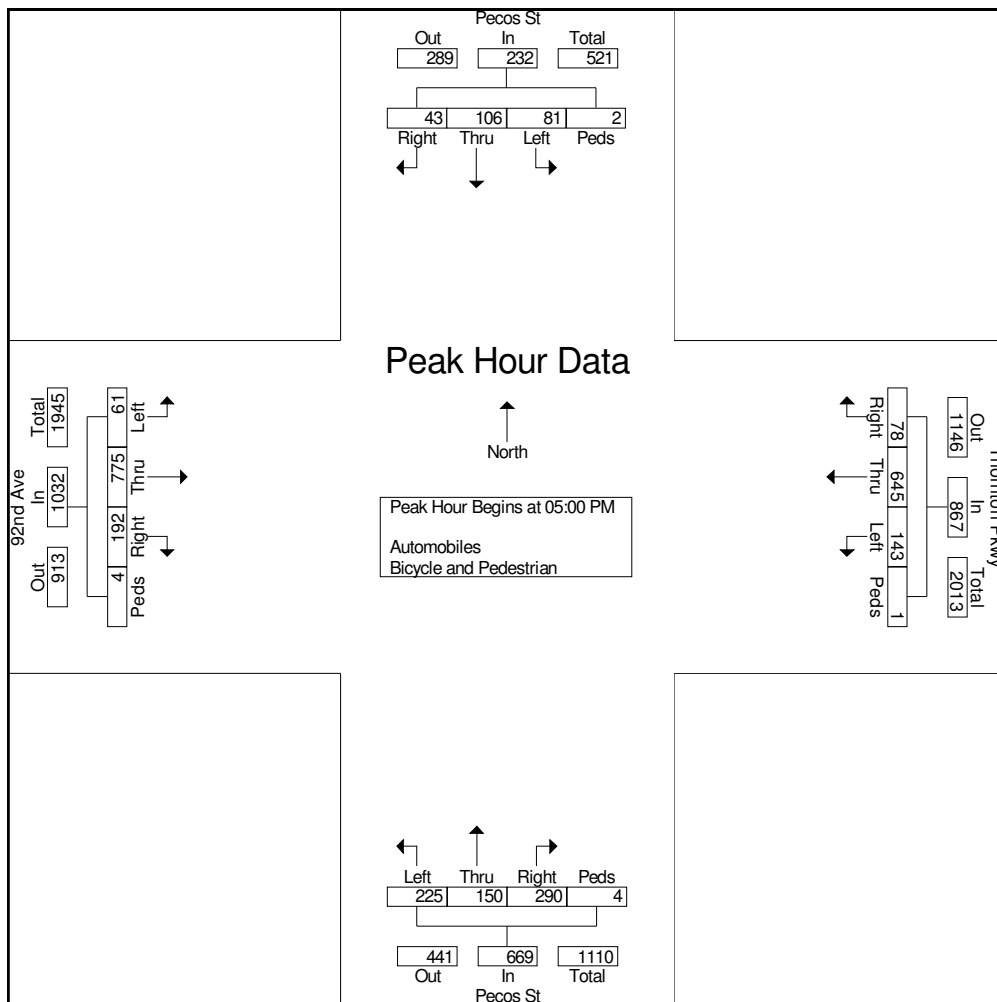 Pecos St
Out In Total
289 232 521
43 106 81 2
Right Thru Left Peds
Peak Hour Data
North
Peak Hour Begins at 05:00 PM
Automobiles
Bicycle and Pedestrian
92nd Ave
Out In Total
913 1032 1945
4 192 775 61
Peds Right Thru Left
Thornton Pkwy
Out In Total
1146 867 2013
78 645 143 1
Right Thru Left Peds
Left Thru Right Peds
225 150 290 4
441 669 1110
Out In Total
Pecos St